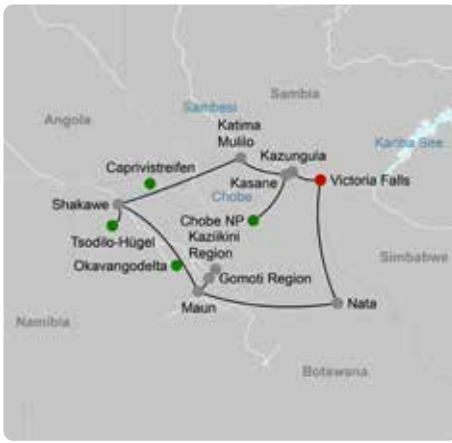 Sambesi
Sambia
Angola
Katima
Mulilo
Kariba See
Kazungula
Caprivistreifen
Kasane
Victoria Falls
Chobe
Shakawe
Chobe NP
Tsodilo-Hügel
Kaziikini
Region
Simbabwe
Okavangodelta
Gomoti Region
Maun
Nata
Namibia
Botswana